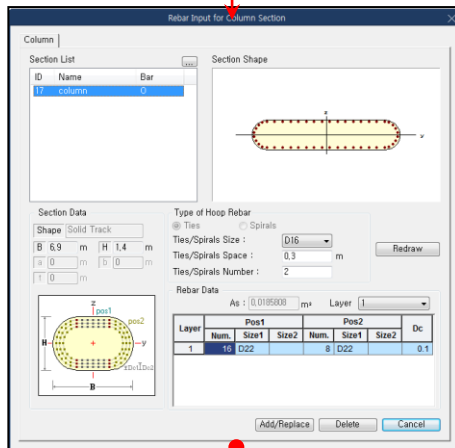 Rebar Input for Column Section
Column
Section List
...
ID Name Bar
17 column O
Section Shape
z
y
Section Data
Shape Solid Track
B 6,9 m H 1,4 m
a 0 m b 0 m
t 0 m
Type of Hoop Rebar
Ties Spirals
Ties/Spirals Size : D16
Ties/Spirals Space : 0,3 m
Ties/Spirals Number : 2
Redraw
z
pos1
pos2
H
y
B
Rebar Data
As : 0,0185808 m² Layer 1
Layer Pos1 Pos2 Dc
Num. Size1 Size2 Num. Size1 Size2
1 16 D22 8 D22 0.1
Add/Replace Delete Cancel